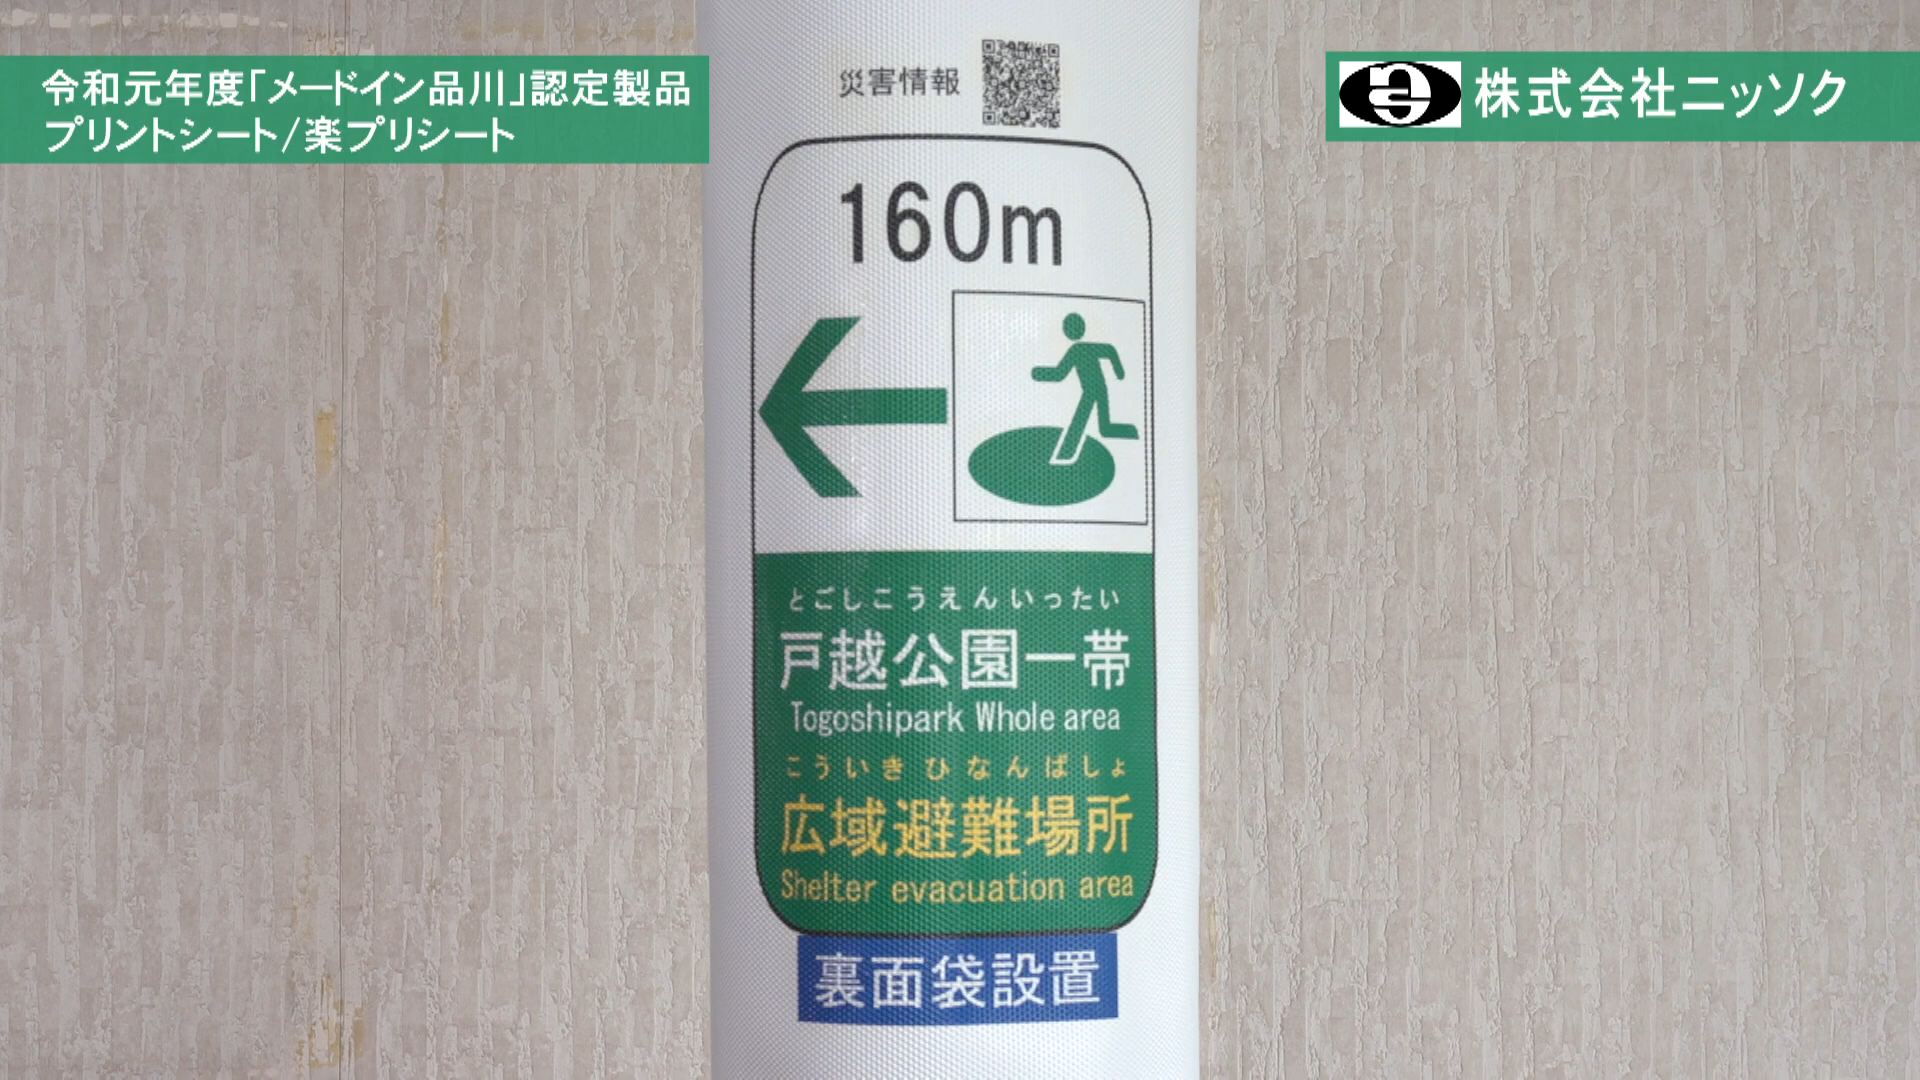 令和元年度「メードイン品川」認定製品
プリントシート/楽プリシート
株式会社ニッソク
災害情報
160m
とごしこうえんいったい
戸越公園一帯
Togoshipark Whole area
こういきひなんばしょ
広域避難場所
Shelter evacuation area
裏面袋設置